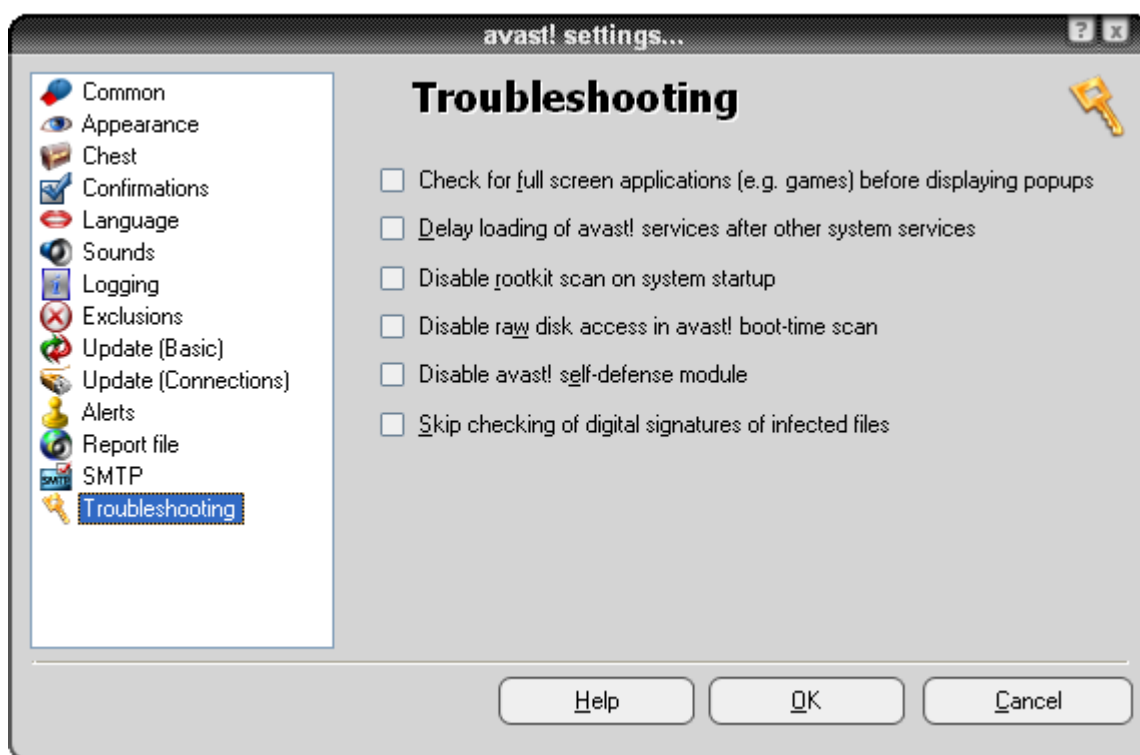 avast! settings...
Common
Appearance
Chest
Confirmations
Language
Sounds
Logging
Exclusions
Update (Basic)
Update (Connections)
Alerts
Report file
SMTP
Troubleshooting
Troubleshooting
Check for full screen applications (e.g. games) before displaying popups
Delay loading of avast! services after other system services
Disable rootkit scan on system startup
Disable raw disk access in avast! boot-time scan
Disable avast! self-defense module
Skip checking of digital signatures of infected files
Help OK Cancel